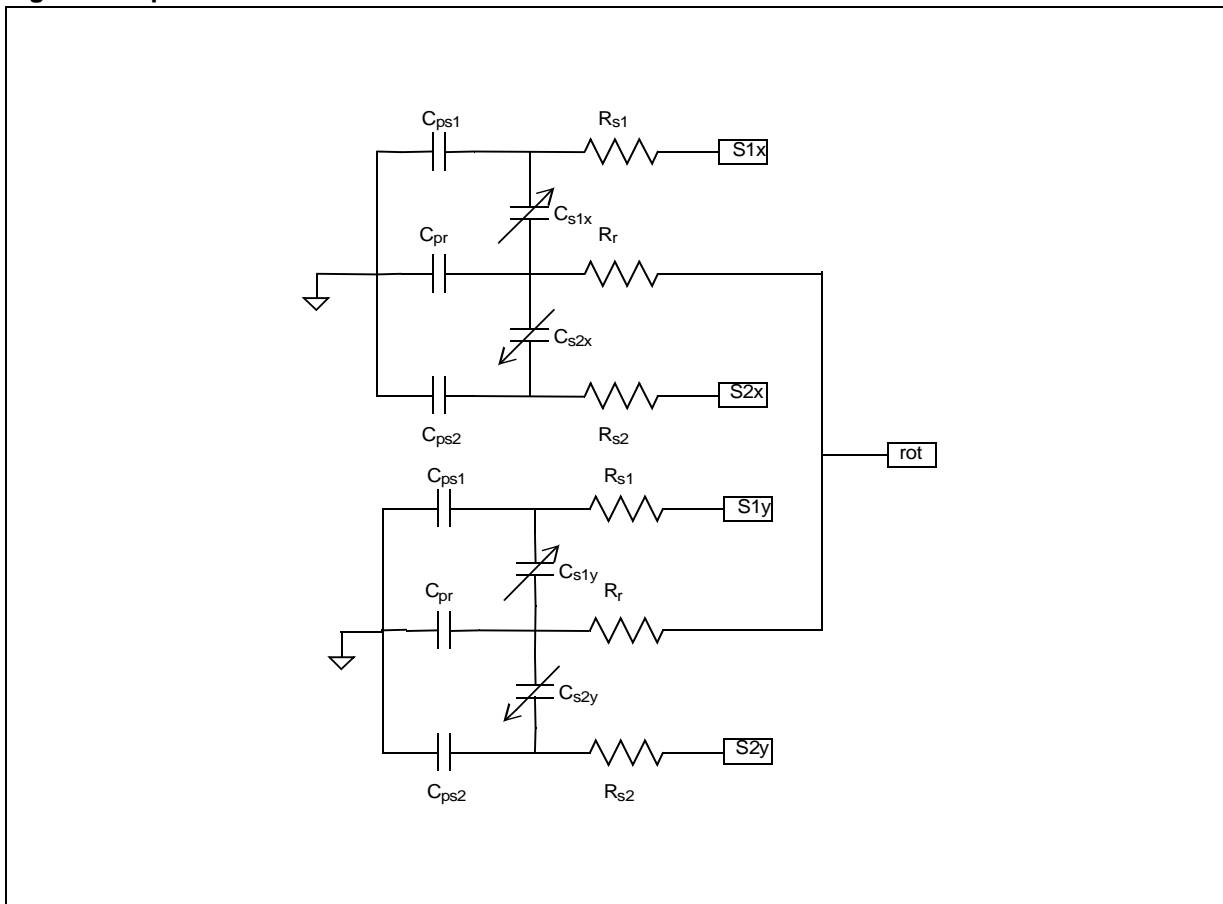 Cps1
Rs1
S1x
Cs1x
Cpr
Rr
Cs2x
S2x
Cps2
Rs2
rot
Cps1
Rs1
S1y
Cs1y
Cpr
Rr
Cs2y
S2y
Cps2
Rs2